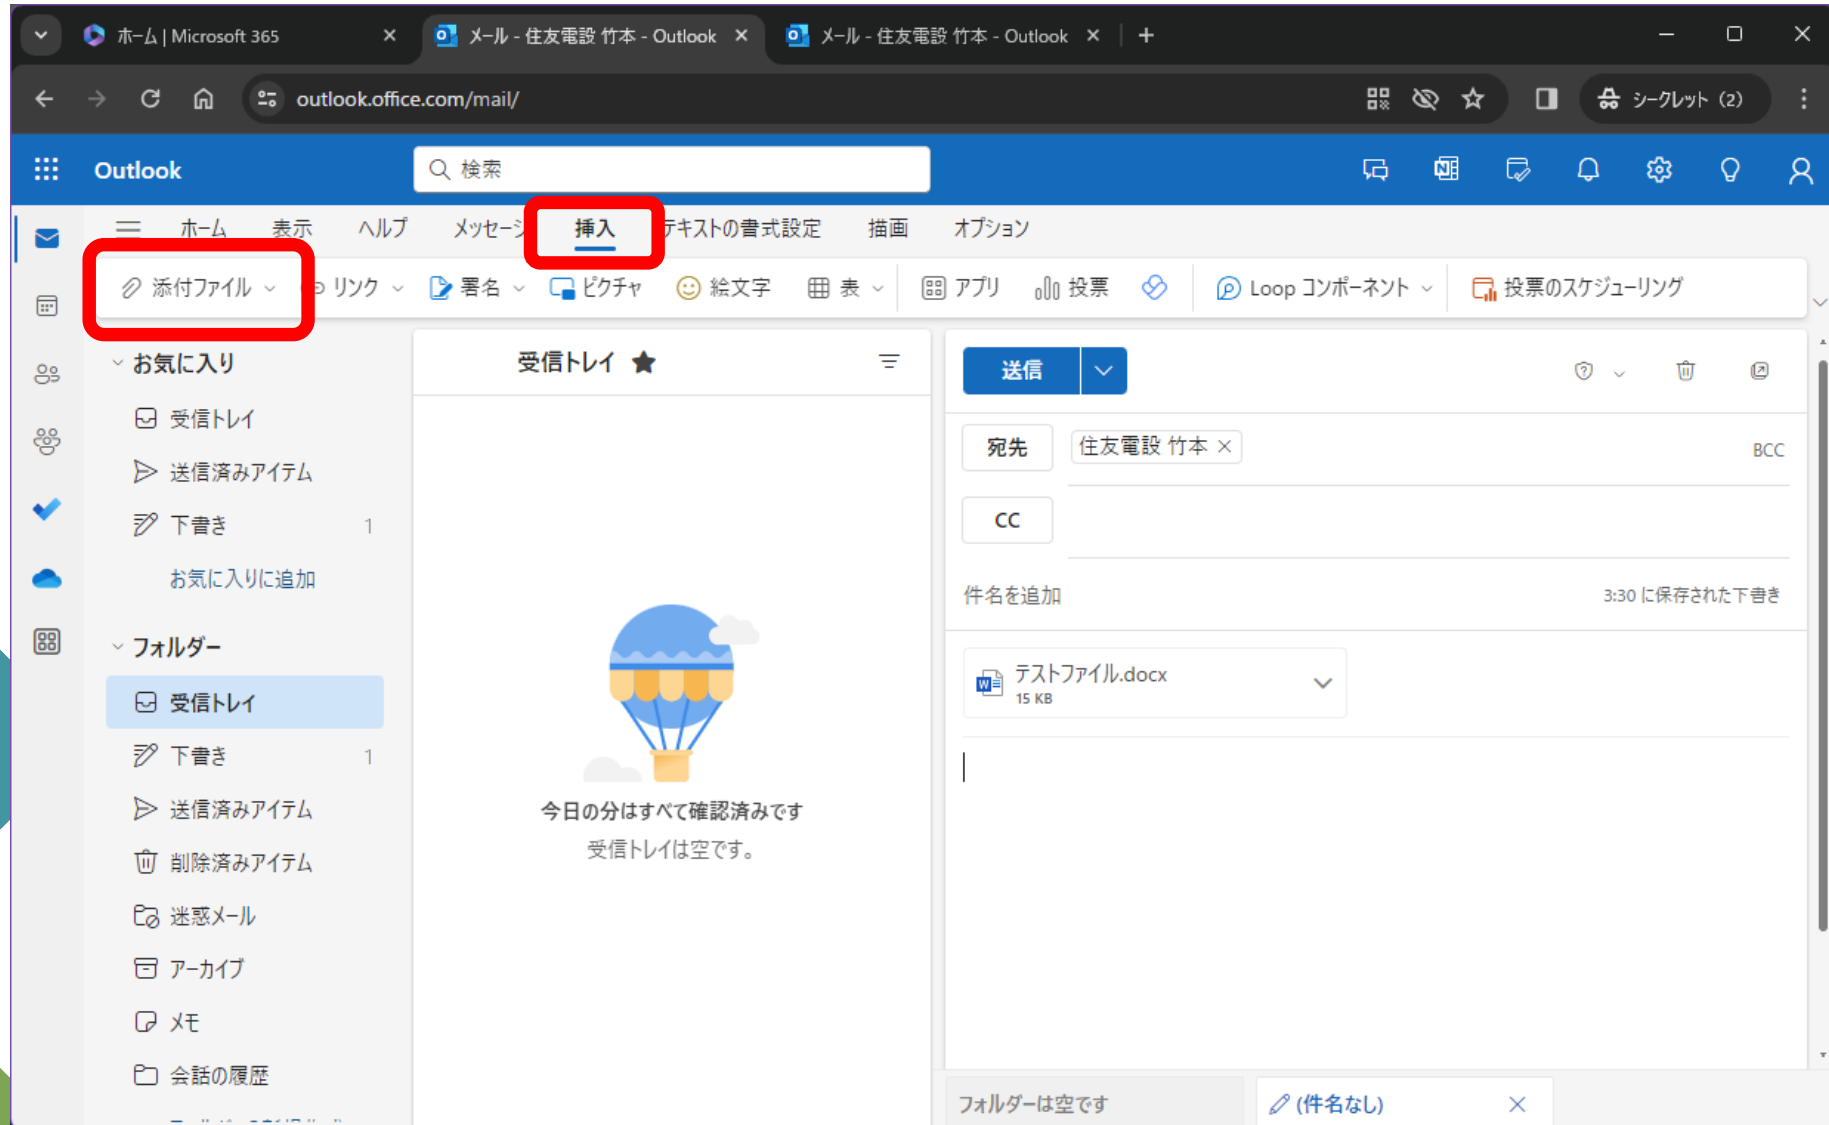 ホーム | Microsoft 365
メール - 住友電設 竹本 - Outlook
メール - 住友電設 竹本 - Outlook
outlook.office.com/mail/
シークレット (2)
Outlook
検索
ホーム 表示 ヘルプ メッセージ 挿入 テキストの書式設定 描画 オプション
添付ファイル リンク 署名 ピクチャ 絵文字 表 アプリ 投票 Loop コンポーネント 投票のスケジューリング
お気に入り
受信トレイ
送信済みアイテム
下書き 1
お気に入りに追加
フォルダー
受信トレイ
下書き 1
送信済みアイテム
削除済みアイテム
迷惑メール
アーカイブ
メモ
会話の履歴
受信トレイ
今日の分はすべて確認済みです
受信トレイは空です。
送信
宛先 住友電設 竹本 BCC
CC
件名を追加 3:30 に保存された下書き
テストファイル.docx
15 KB
フォルダーは空です
(件名なし)